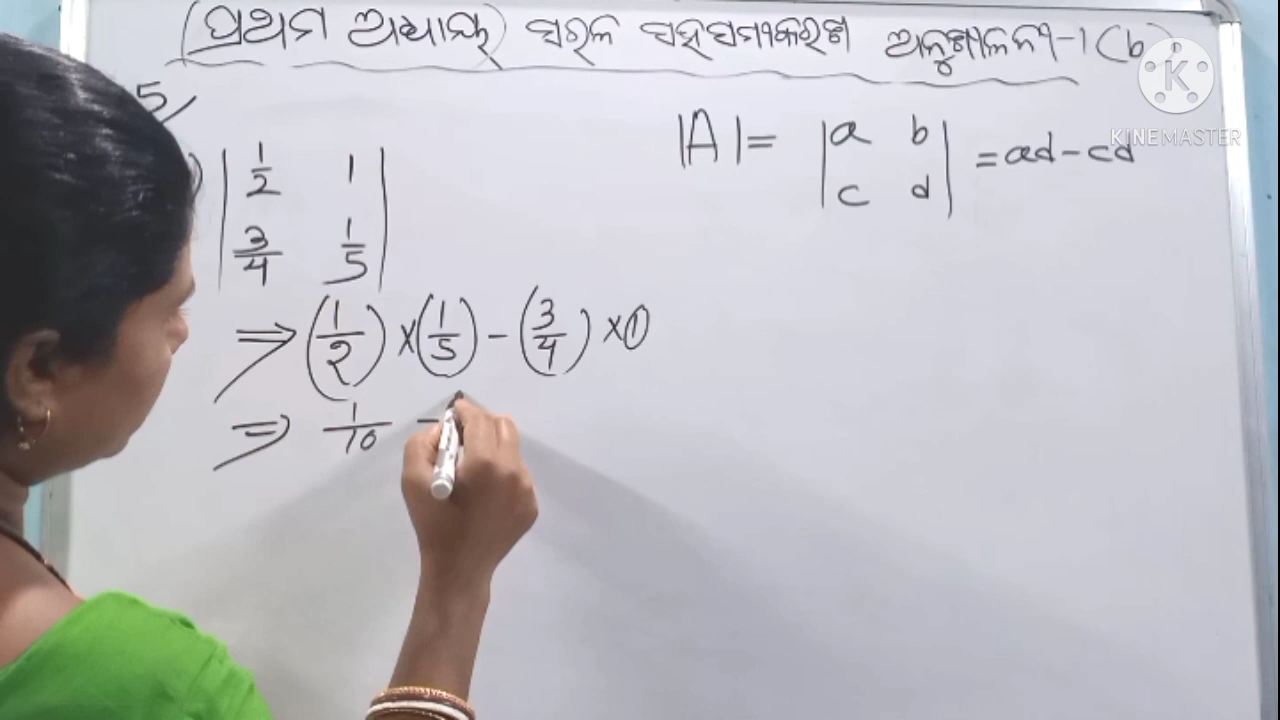 (ପ୍ରଥମ ଅଧ୍ୟାୟ) ସରଳ ସହସମୀକରଣ ଅନୁଶୀଳନୀ-1(b)
K
KINEMASTER
5/
|A| = |a b|
|c d| = ad - cd
|1/2 1|
|3/4 1/5|
⇒ (1/2) × (1/5) - (3/4) × 1
⇒ 1/10 -